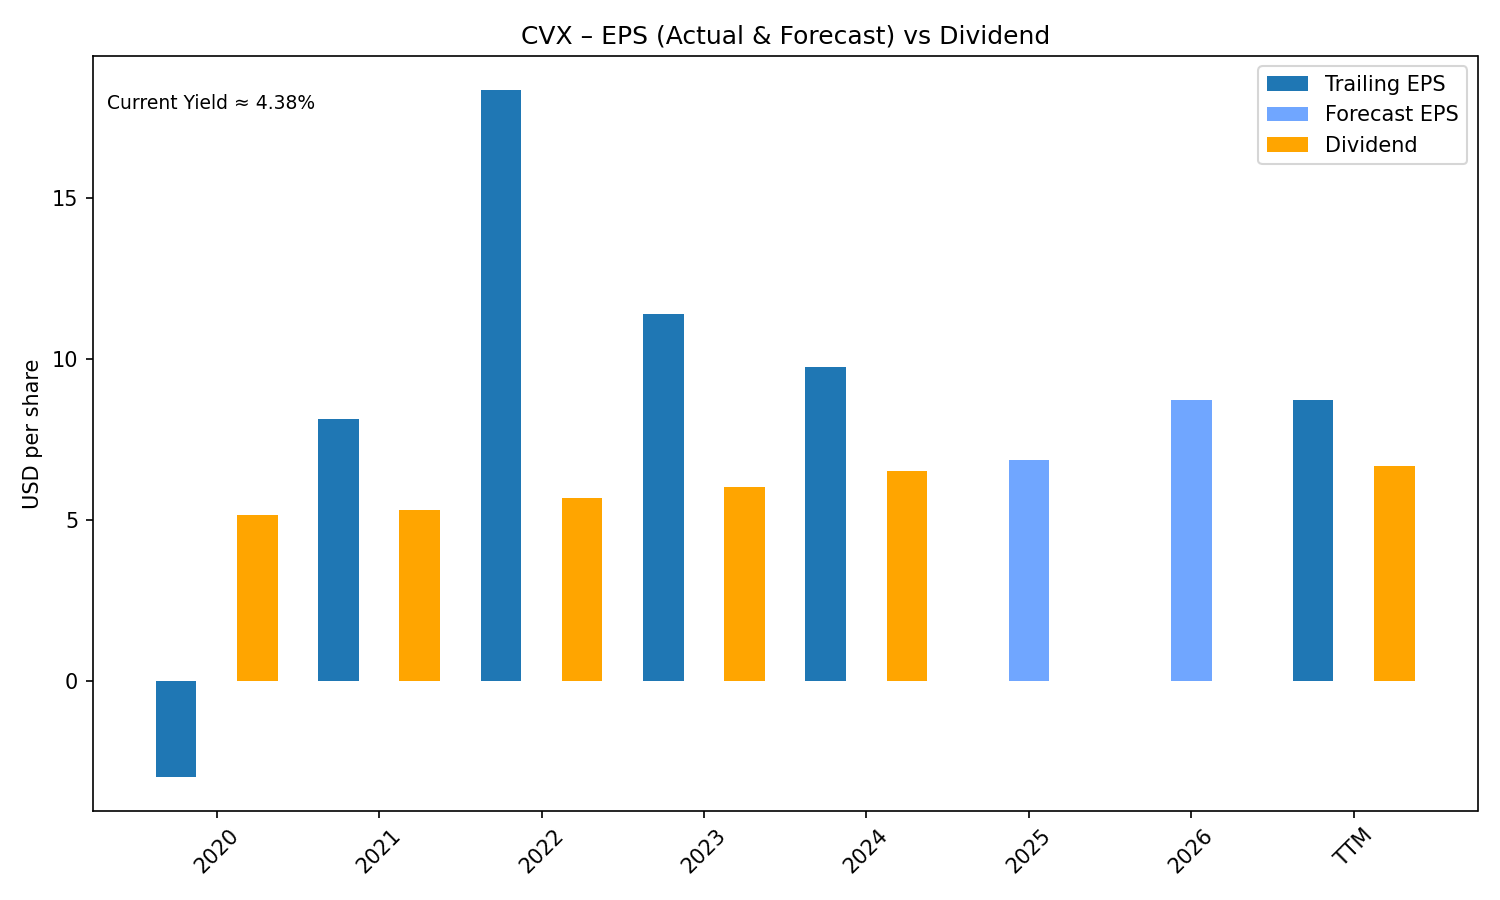 CVX – EPS (Actual & Forecast) vs Dividend
Current Yield ≈ 4.38%
Trailing EPS
Forecast EPS
Dividend
USD per share
15
10
5
0
2020
2021
2022
2023
2024
2025
2026
TTM